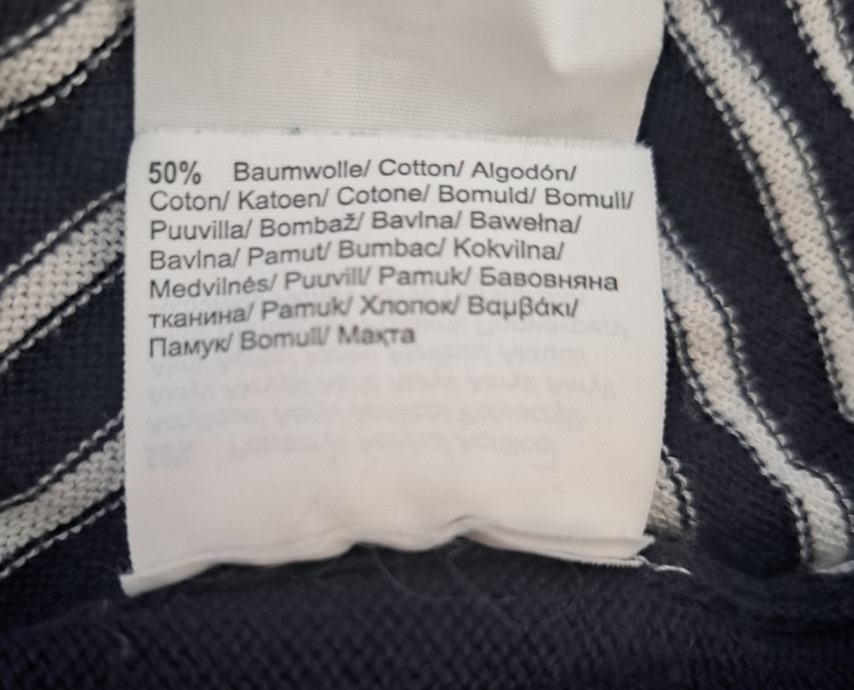 50% Baumwolle/ Cotton/ Algodón/
Coton/ Katoen/ Cotone/ Bomuld/ Bomull/
Puuvilla/ Bombaž/ Bavlna/ Bawełna/
Bavlna/ Pamut/ Bumbac/ Kokvilna/
Medvilnės/ Puuvill/ Pamuk/ Бавовняна
тканина/ Pamuk/ Хлопок/ Βαμβάκι/
Памук/ Bomull/ Мақта